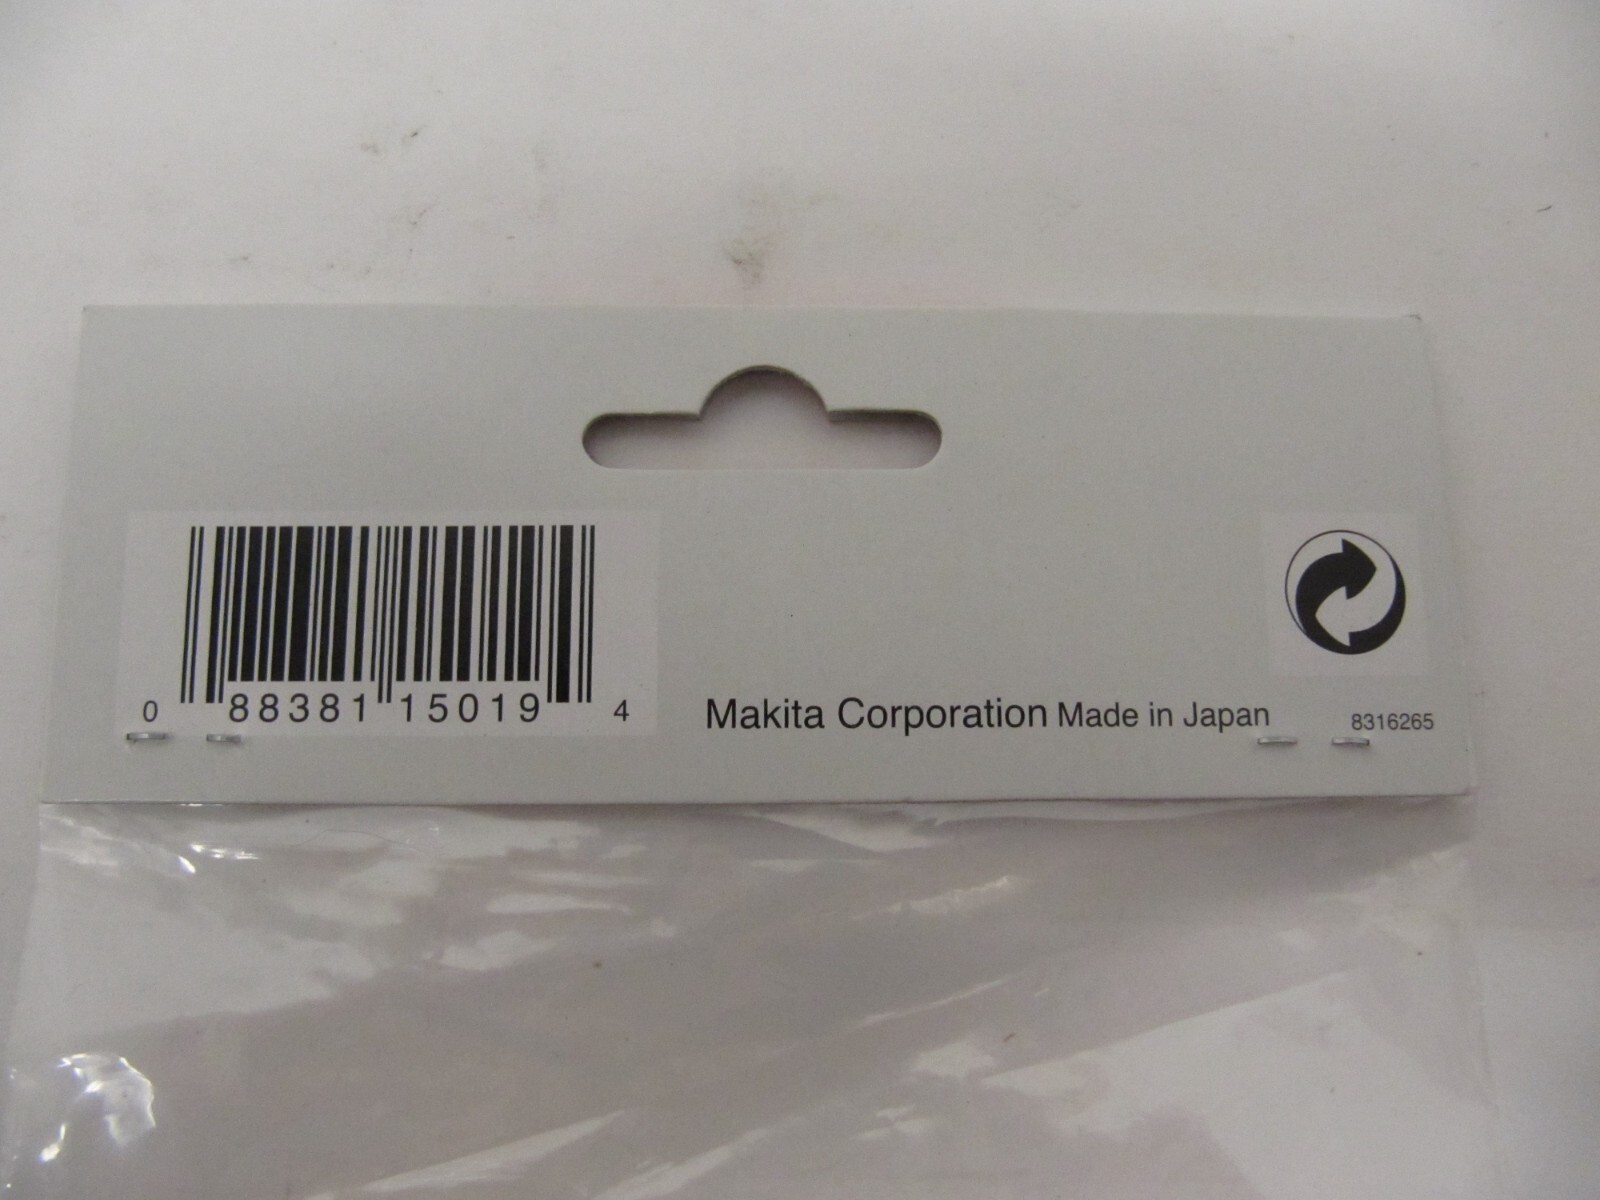 0 88381 15019 4
Makita Corporation Made in Japan
8316265